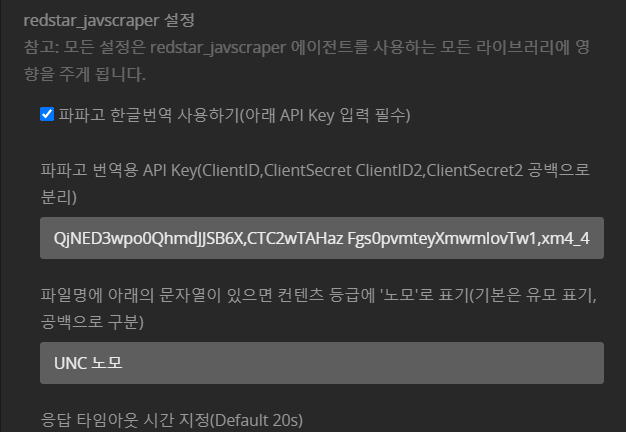 redstar_javscraper 설정
참고: 모든 설정은 redstar_javscraper 에이전트를 사용하는 모든 라이브러리에 영
향을 주게 됩니다.
파파고 한글번역 사용하기(아래 API Key 입력 필수)
파파고 번역용 API Key(ClientID,ClientSecret ClientID2,ClientSecret2 공백으로
분리)
QjNED3wpo0QhmdJJSB6X,CTC2wTAHaz Fgs0pvmteyXmwmIovTw1,xm4_4
파일명에 아래의 문자열이 있으면 컨텐츠 등급에 '노모'로 표기(기본은 유모 표기,
공백으로 구분)
UNC 노모
응답 타임아웃 시간 지정(Default 20s)